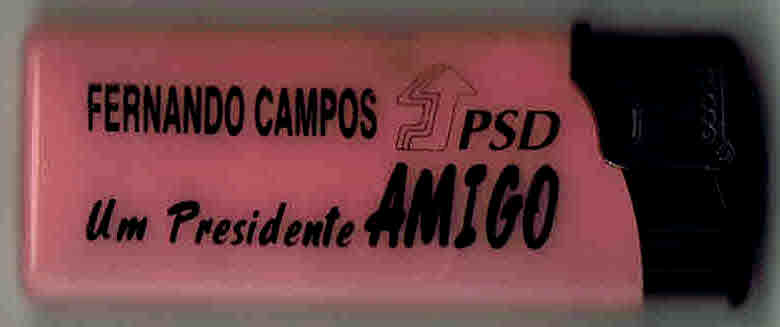 FERNANDO CAMPOS PSD
Um Presidente AMIGO